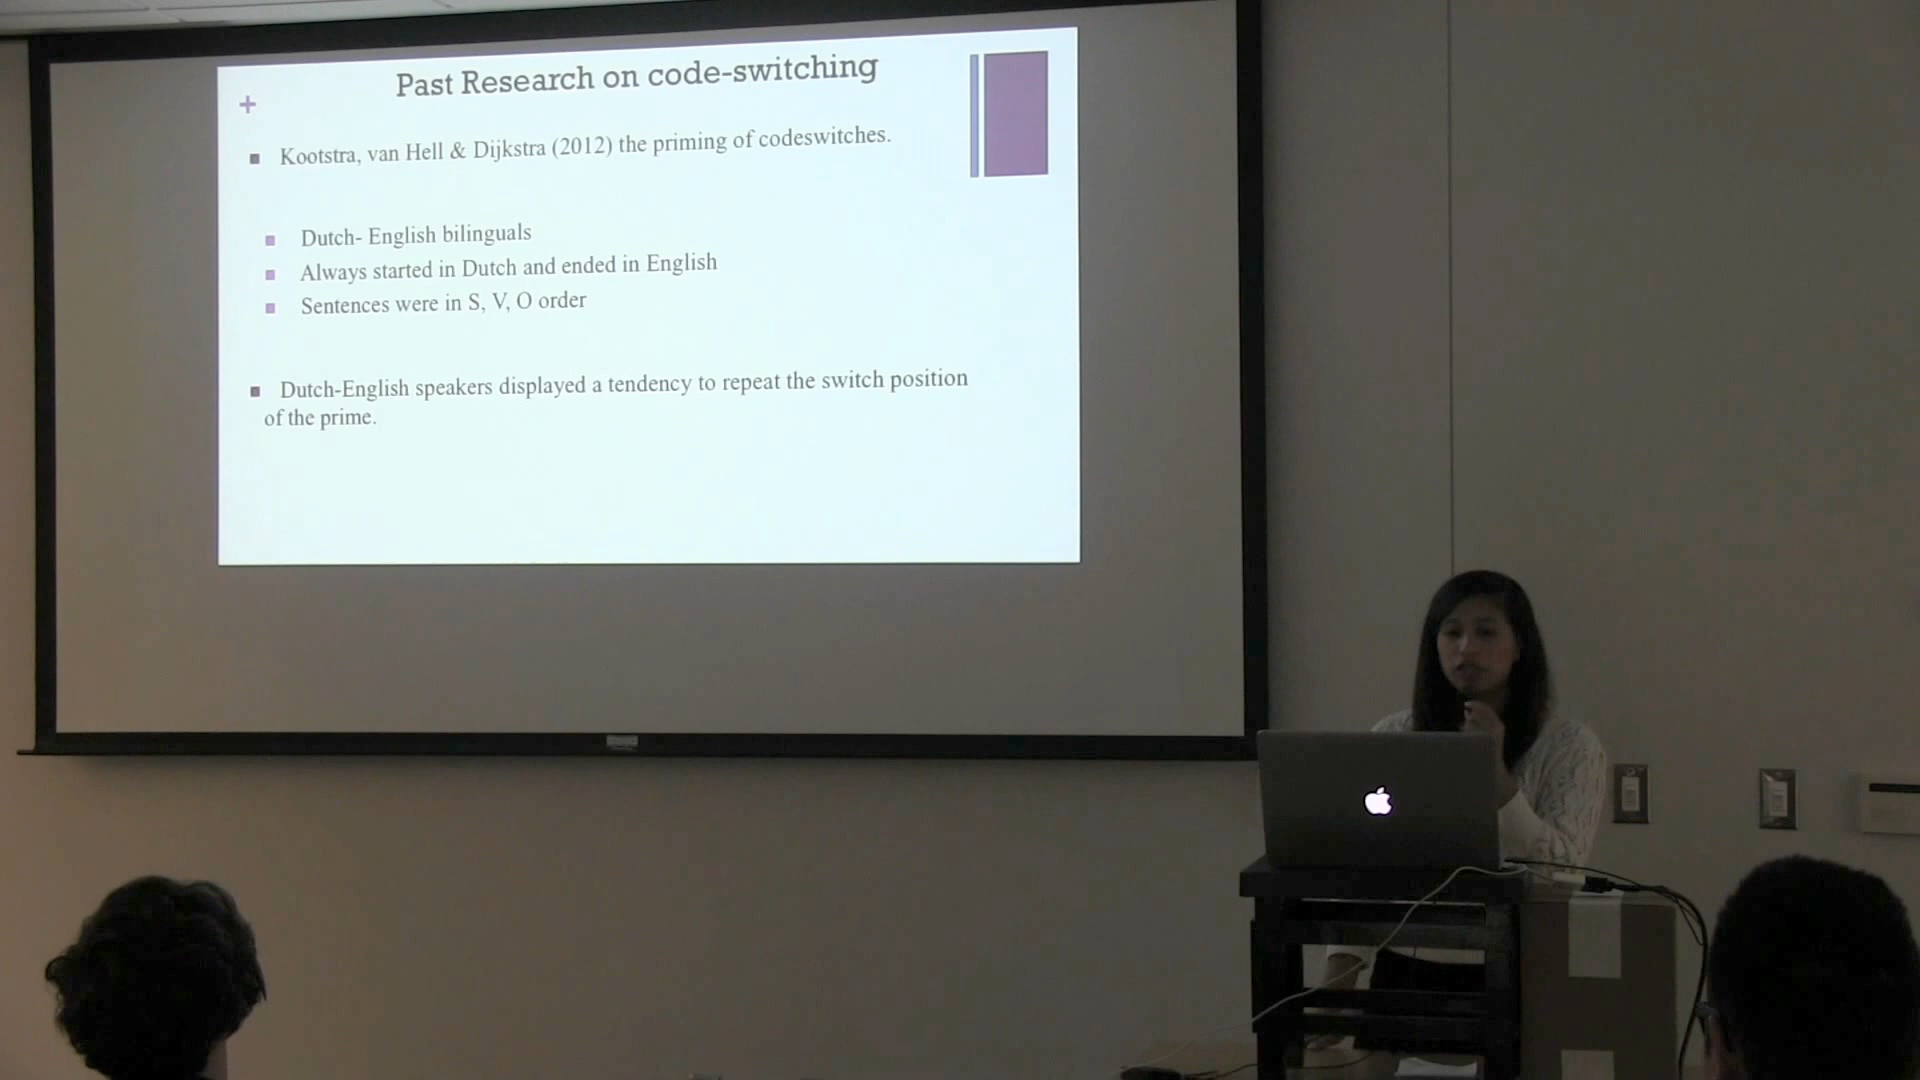 Past Research on code-switching
+
Kootstra, van Hell & Dijkstra (2012) the priming of codeswitches.
Dutch- English bilinguals
Always started in Dutch and ended in English
Sentences were in S, V, O order
Dutch-English speakers displayed a tendency to repeat the switch position
of the prime.